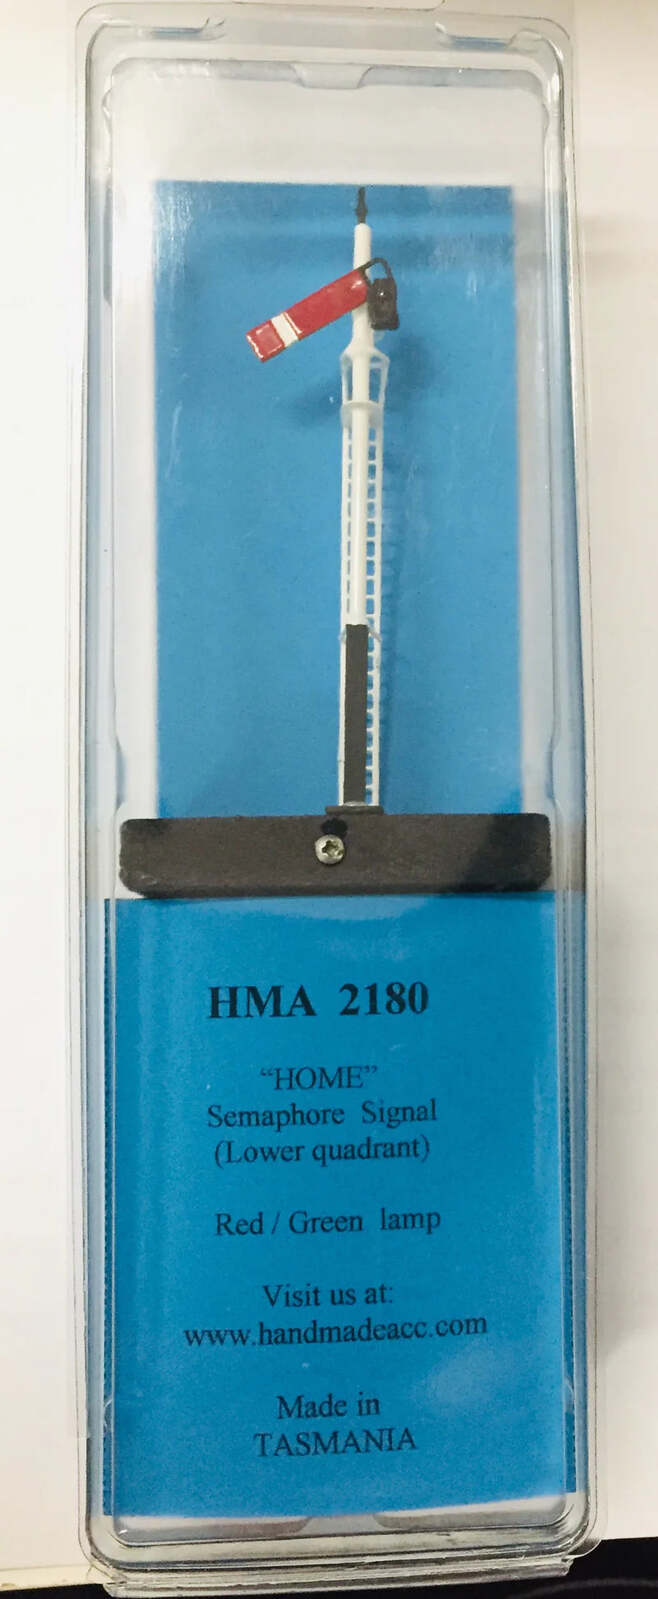 HMA 2180
“HOME”
Semaphore Signal
(Lower quadrant)
Red / Green lamp
Visit us at:
www.handmadeacc.com
Made in
TASMANIA